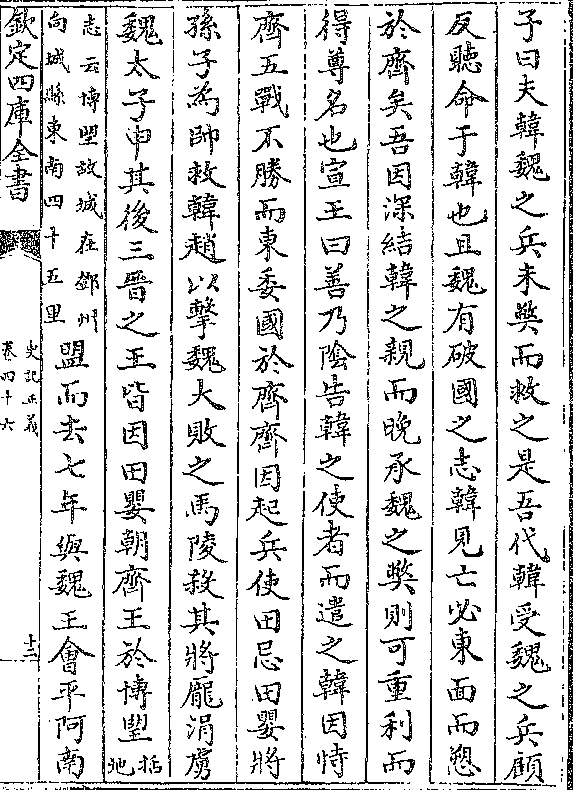 子曰夫韓魏之兵未獘而救之是吾代韓受魏之兵顧
反聽命于韓也且魏有破國之志韓見亡必東面而愬
於齊矣吾因深結韓之親而晚承魏之獘則可重利而
得尊名也宣王曰善乃陰告韓之使者而遣之韓因恃
齊五戰不勝而東委國於齊齊因起兵使田忌田嬰將
孫子為帥救韓趙以擊魏大敗之馬陵殺其將龎涓虜
魏太子申其後三晉之王皆因田嬰朝齊王於博朢括地
志云博朢故城在鄧州
向城縣東南四十五里
盟而去七年與魏王會平阿南
欽定四庫全書
史記正義
卷四十六
十二